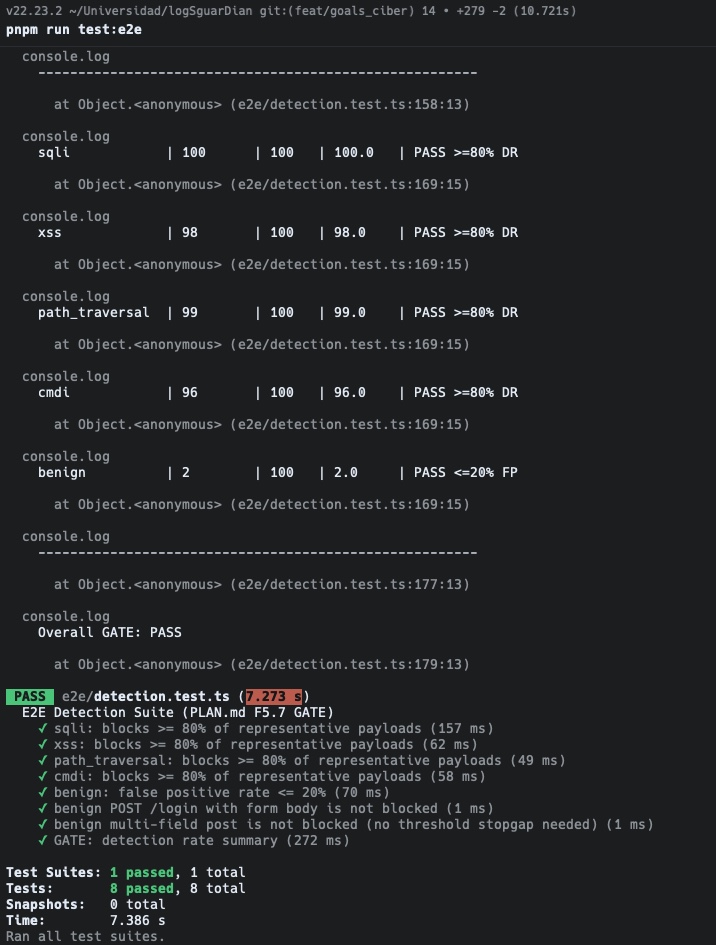 v22.23.2 ~/Universidad/logSguarDian git:(feat/goals_ciber) 14 • +279 -2 (10.721s)
pnpm run test:e2e
console.log
-------------------------------------------------------
at Object.<anonymous> (e2e/detection.test.ts:158:13)
console.log
sqli | 100 | 100 | 100.0 | PASS >=80% DR
at Object.<anonymous> (e2e/detection.test.ts:169:15)
console.log
xss | 98 | 100 | 98.0 | PASS >=80% DR
at Object.<anonymous> (e2e/detection.test.ts:169:15)
console.log
path_traversal | 99 | 100 | 99.0 | PASS >=80% DR
at Object.<anonymous> (e2e/detection.test.ts:169:15)
console.log
cmdi | 96 | 100 | 96.0 | PASS >=80% DR
at Object.<anonymous> (e2e/detection.test.ts:169:15)
console.log
benign | 2 | 100 | 2.0 | PASS <=20% FP
at Object.<anonymous> (e2e/detection.test.ts:169:15)
console.log
-------------------------------------------------------
at Object.<anonymous> (e2e/detection.test.ts:177:13)
console.log
Overall GATE: PASS
at Object.<anonymous> (e2e/detection.test.ts:179:13)
PASS e2e/detection.test.ts (7.273 s)
E2E Detection Suite (PLAN.md F5.7 GATE)
✓ sqli: blocks >= 80% of representative payloads (157 ms)
✓ xss: blocks >= 80% of representative payloads (62 ms)
✓ path_traversal: blocks >= 80% of representative payloads (49 ms)
✓ cmdi: blocks >= 80% of representative payloads (58 ms)
✓ benign: false positive rate <= 20% (70 ms)
✓ benign POST /login with form body is not blocked (1 ms)
✓ benign multi-field post is not blocked (no threshold stopgap needed) (1 ms)
✓ GATE: detection rate summary (272 ms)
Test Suites: 1 passed, 1 total
Tests: 8 passed, 8 total
Snapshots: 0 total
Time: 7.386 s
Ran all test suites.